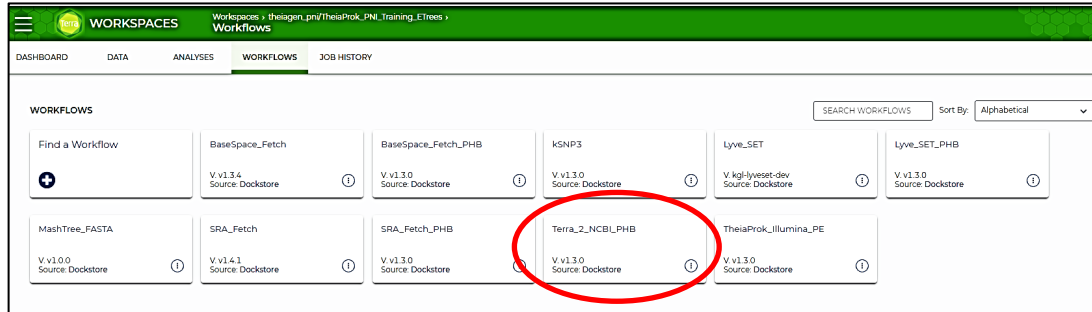 Terra
WORKSPACES
Workspaces › theiagen_pni/TheiaProk_PNI_Training_ETrees ›
Workflows
DASHBOARD DATA ANALYSES WORKFLOWS JOB HISTORY
WORKFLOWS
SEARCH WORKFLOWS Sort By: Alphabetical
Find a Workflow
BaseSpace_Fetch
V. v1.3.4
Source: Dockstore
BaseSpace_Fetch_PHB
V. v1.3.0
Source: Dockstore
kSNP3
V. v1.3.0
Source: Dockstore
Lyve_SET
V. kgl-lyveset-dev
Source: Dockstore
Lyve_SET_PHB
V. v1.3.0
Source: Dockstore
MashTree_FASTA
V. v1.0.0
Source: Dockstore
SRA_Fetch
V. v1.4.1
Source: Dockstore
SRA_Fetch_PHB
V. v1.3.0
Source: Dockstore
Terra_2_NCBI_PHB
V. v1.3.0
Source: Dockstore
TheiaProk_Illumina_PE
V. v1.3.0
Source: Dockstore